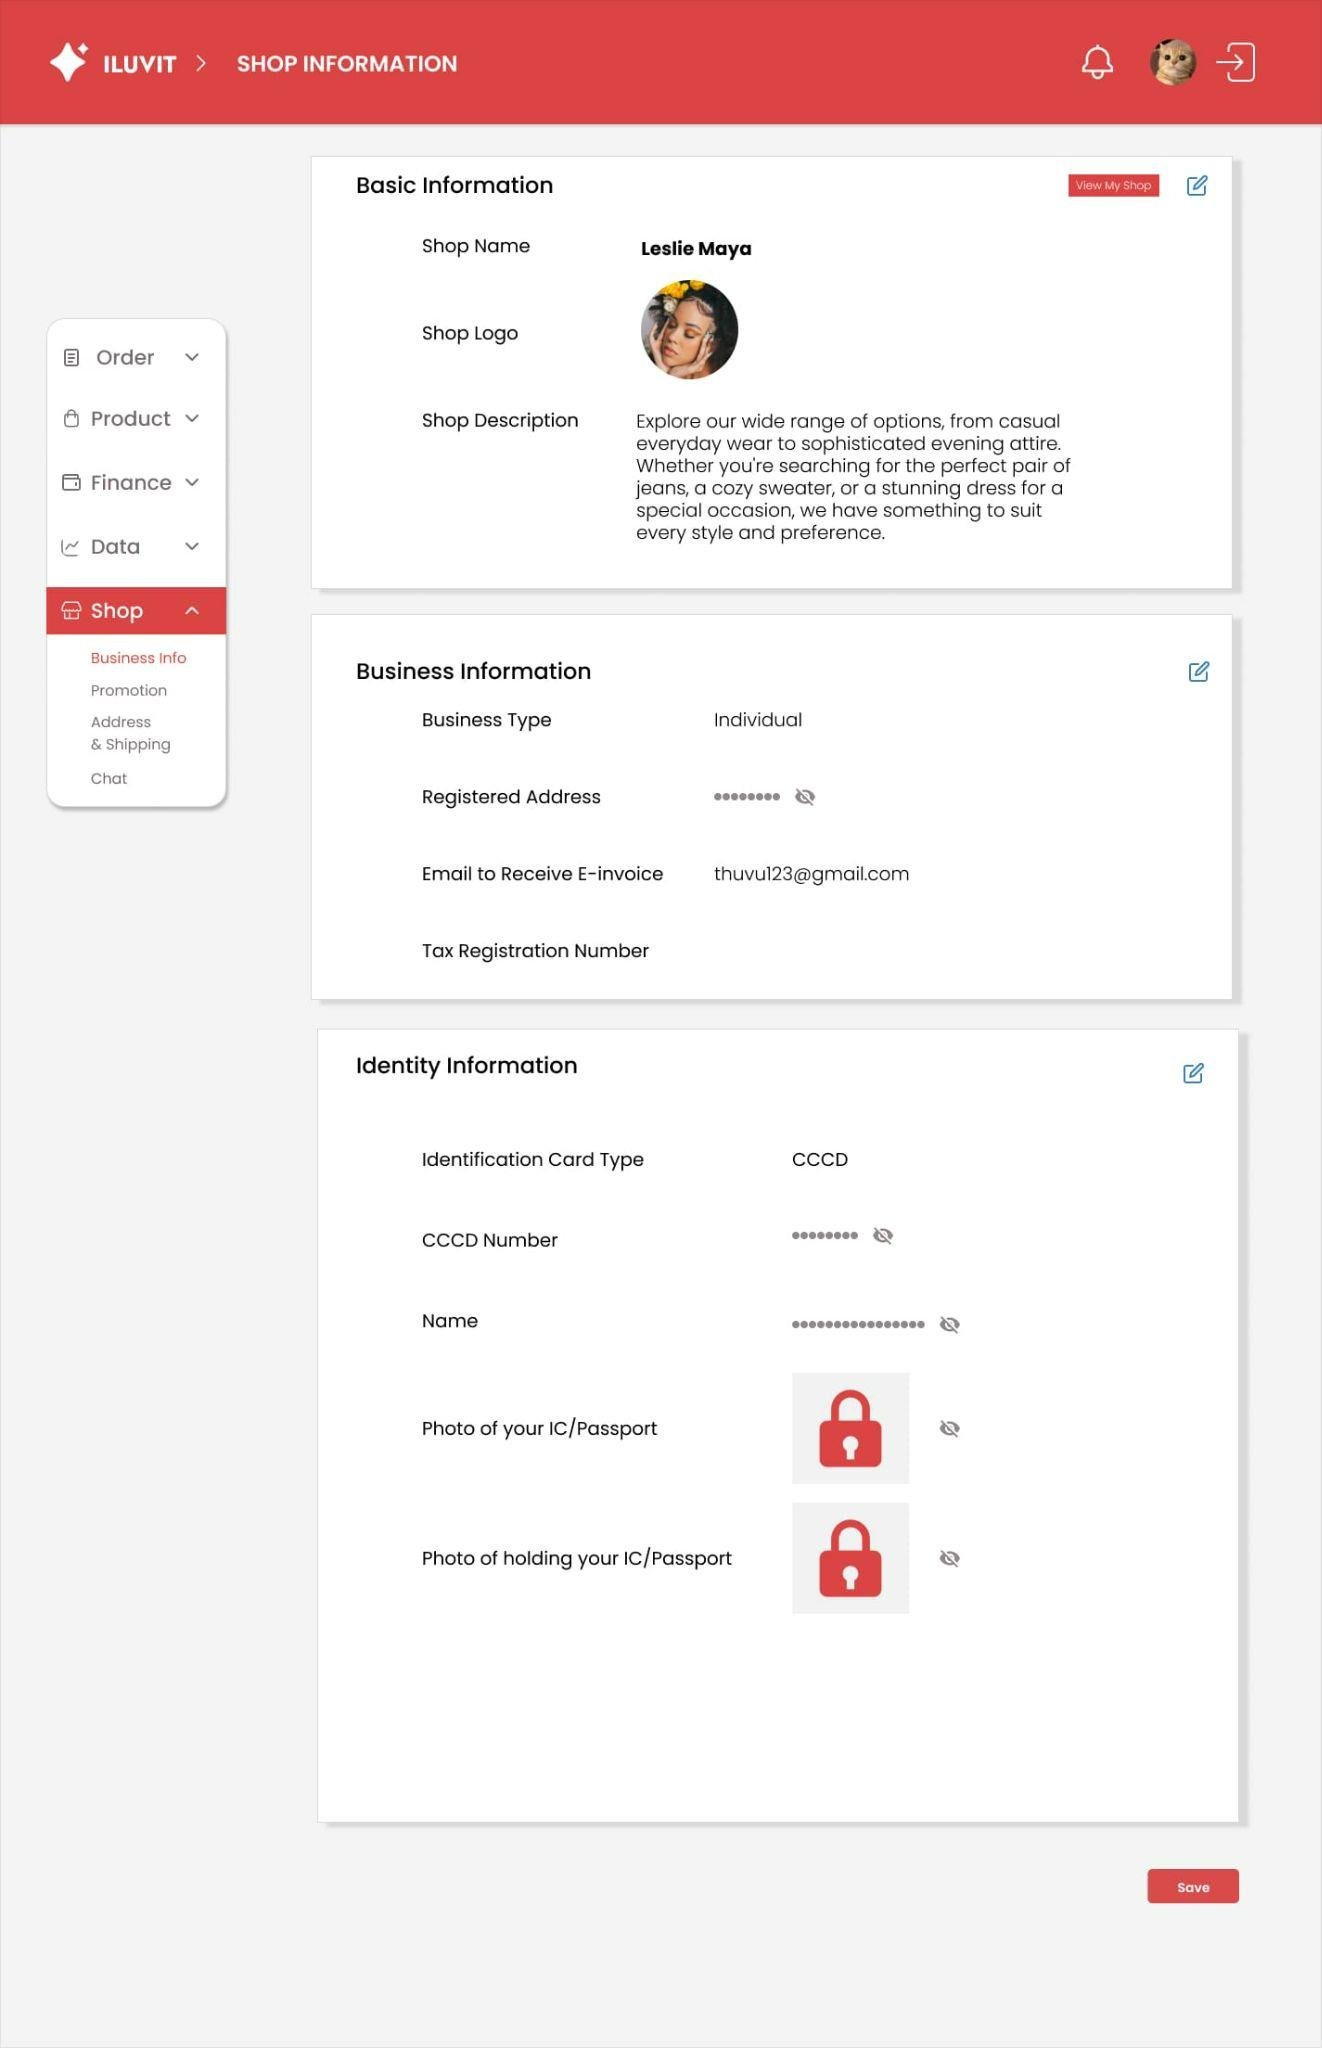 ILUVIT > SHOP INFORMATION
Order
Product
Finance
Data
Shop
Business Info
Promotion
Address
& Shipping
Chat
Basic Information
View My Shop
Shop Name
Leslie Maya
Shop Logo
Shop Description
Explore our wide range of options, from casual
everyday wear to sophisticated evening attire.
Whether you're searching for the perfect pair of
jeans, a cozy sweater, or a stunning dress for a
special occasion, we have something to suit
every style and preference.
Business Information
Business Type
Individual
Registered Address
••••••••
Email to Receive E-invoice
thuvu123@gmail.com
Tax Registration Number
Identity Information
Identification Card Type
CCCD
CCCD Number
••••••••
Name
••••••••••••••••
Photo of your IC/Passport
Photo of holding your IC/Passport
Save